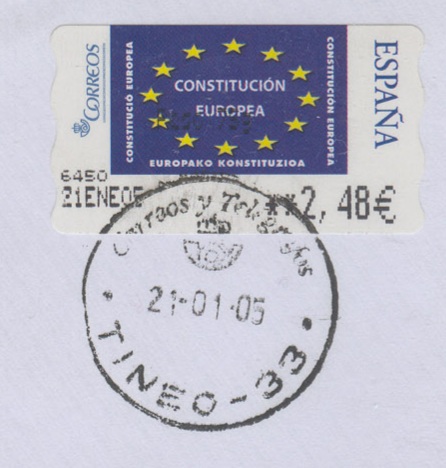 CORREOS
CONSTITUCIÓ EUROPEA
CONSTITUCIÓN
EUROPEA
EUROPAKO KONSTITUZIOA
CONSTITUCIÓN EUROPEA
ESPAÑA
6450
21ENE05
**2,48€
Correos y Telégrafos
21-01-05
TINEO-33